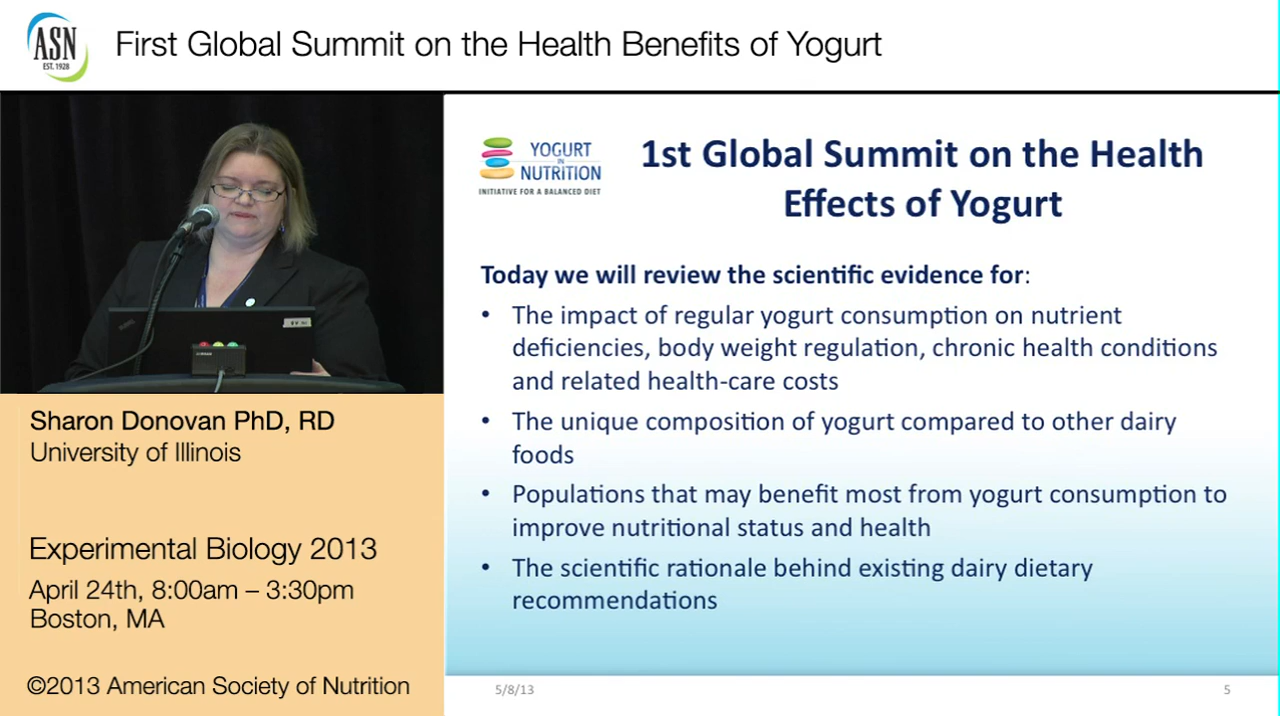 ASN
EST. 1928
First Global Summit on the Health Benefits of Yogurt
YOGURT
IN
NUTRITION
INITIATIVE FOR A BALANCED DIET
1st Global Summit on the Health
Effects of Yogurt
Today we will review the scientific evidence for:
• The impact of regular yogurt consumption on nutrient
deficiencies, body weight regulation, chronic health conditions
and related health-care costs
• The unique composition of yogurt compared to other dairy
foods
• Populations that may benefit most from yogurt consumption to
improve nutritional status and health
• The scientific rationale behind existing dairy dietary
recommendations
5/8/13
5
Sharon Donovan PhD, RD
University of Illinois
Experimental Biology 2013
April 24th, 8:00am – 3:30pm
Boston, MA
©2013 American Society of Nutrition